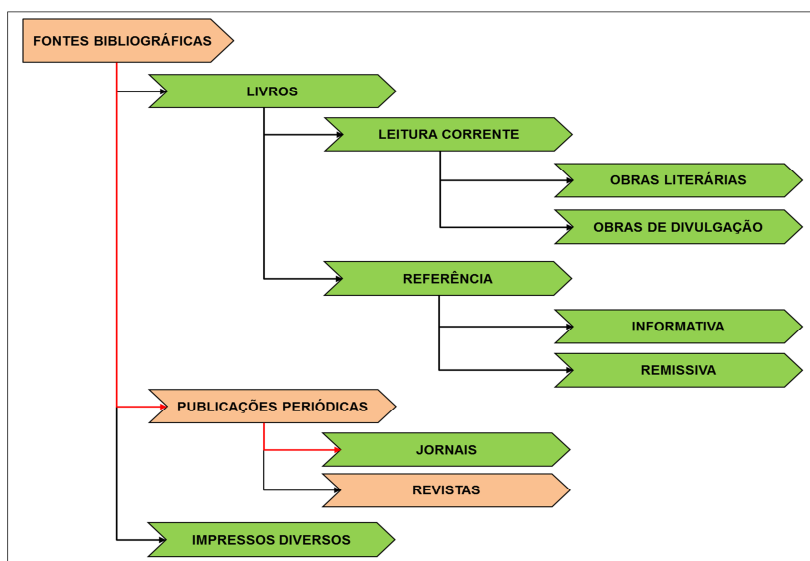 FONTES BIBLIOGRÁFICAS
LIVROS
LEITURA CORRENTE
OBRAS LITERÁRIAS
OBRAS DE DIVULGAÇÃO
REFERÊNCIA
INFORMATIVA
REMISSIVA
PUBLICAÇÕES PERIÓDICAS
JORNAIS
REVISTAS
IMPRESSOS DIVERSOS